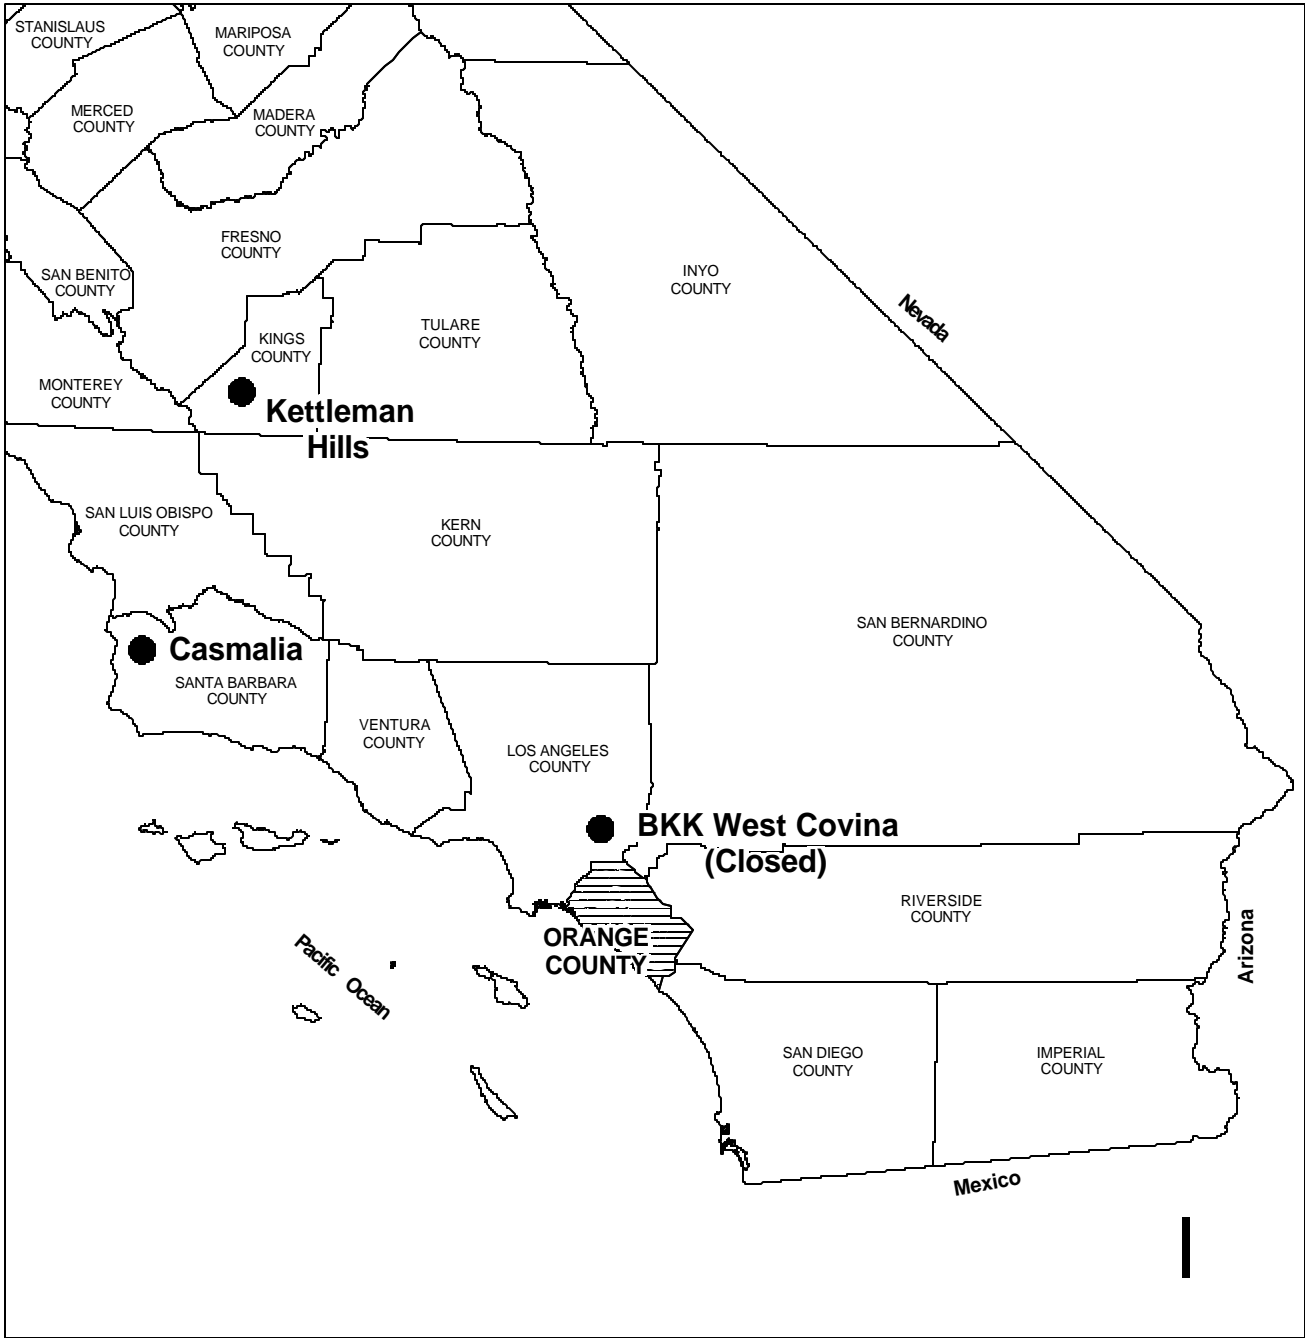 STANISLAUS
COUNTY
MARIPOSA
COUNTY
MERCED
COUNTY
MADERA
COUNTY
FRESNO
COUNTY
SAN BENITO
COUNTY
INYO
COUNTY
Nevada
TULARE
COUNTY
KINGS
COUNTY
MONTEREY
COUNTY
Kettleman
Hills
SAN LUIS OBISPO
COUNTY
KERN
COUNTY
SAN BERNARDINO
COUNTY
Casmalia
SANTA BARBARA
COUNTY
VENTURA
COUNTY
LOS ANGELES
COUNTY
BKK West Covina
(Closed)
RIVERSIDE
COUNTY
ORANGE
COUNTY
Arizona
Pacific Ocean
SAN DIEGO
COUNTY
IMPERIAL
COUNTY
Mexico